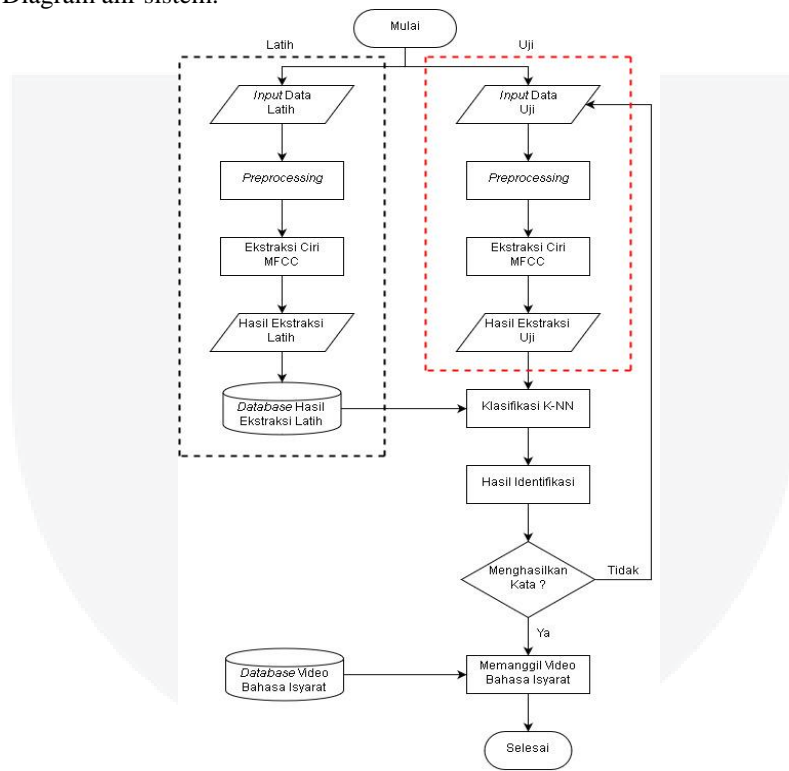 Diagram alir sistem:
Mulai
Latih
Uji
Input Data
Latih
Input Data
Uji
Preprocessing
Preprocessing
Ekstraksi Ciri
MFCC
Ekstraksi Ciri
MFCC
Hasil Ekstraksi
Latih
Hasil Ekstraksi
Uji
Database Hasil
Ekstraksi Latih
Klasifikasi K-NN
Hasil Identifikasi
Menghasilkan
Kata ?
Tidak
Ya
Database Video
Bahasa Isyarat
Memanggil Video
Bahasa Isyarat
Selesai